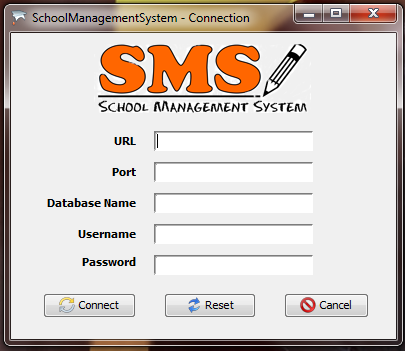 SchoolManagementSystem - Connection
SMS
SCHOOL MANAGEMENT SYSTEM
URL
Port
Database Name
Username
Password
Connect
Reset
Cancel